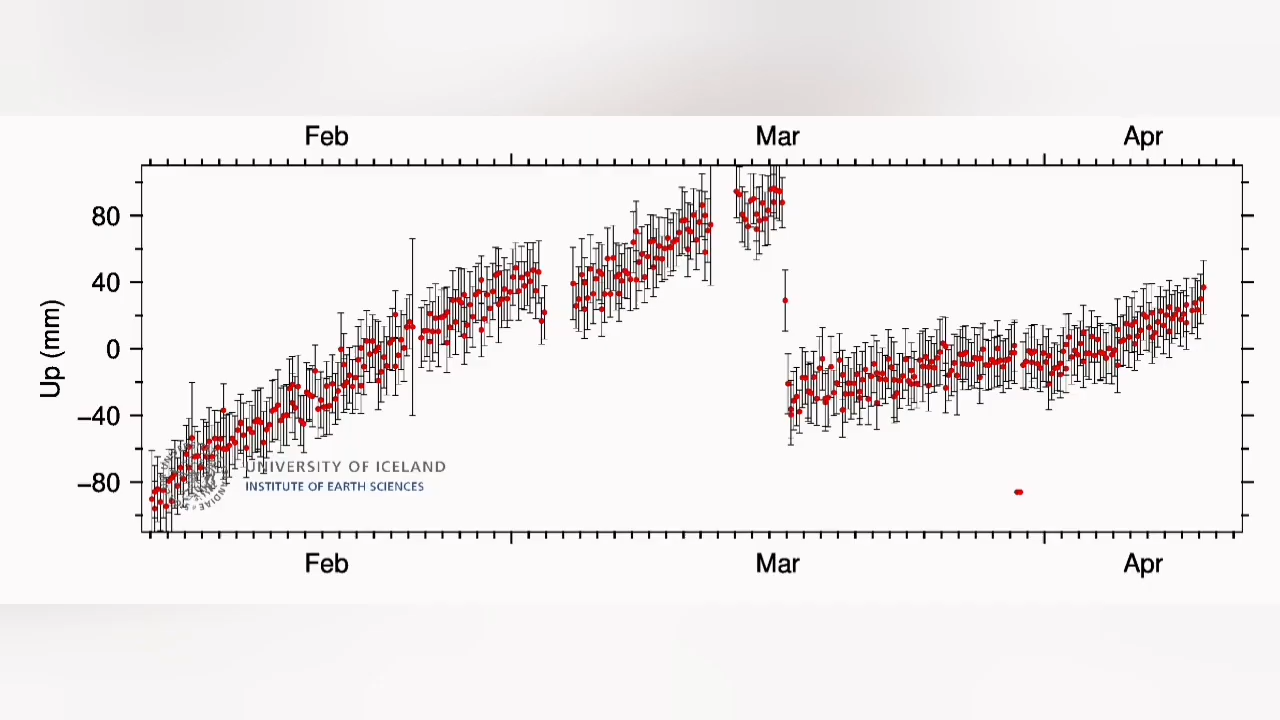 Feb Mar Apr
80
40
0
−40
−80
Up (mm)
UNIVERSITY OF ICELAND
INSTITUTE OF EARTH SCIENCES
Feb Mar Apr